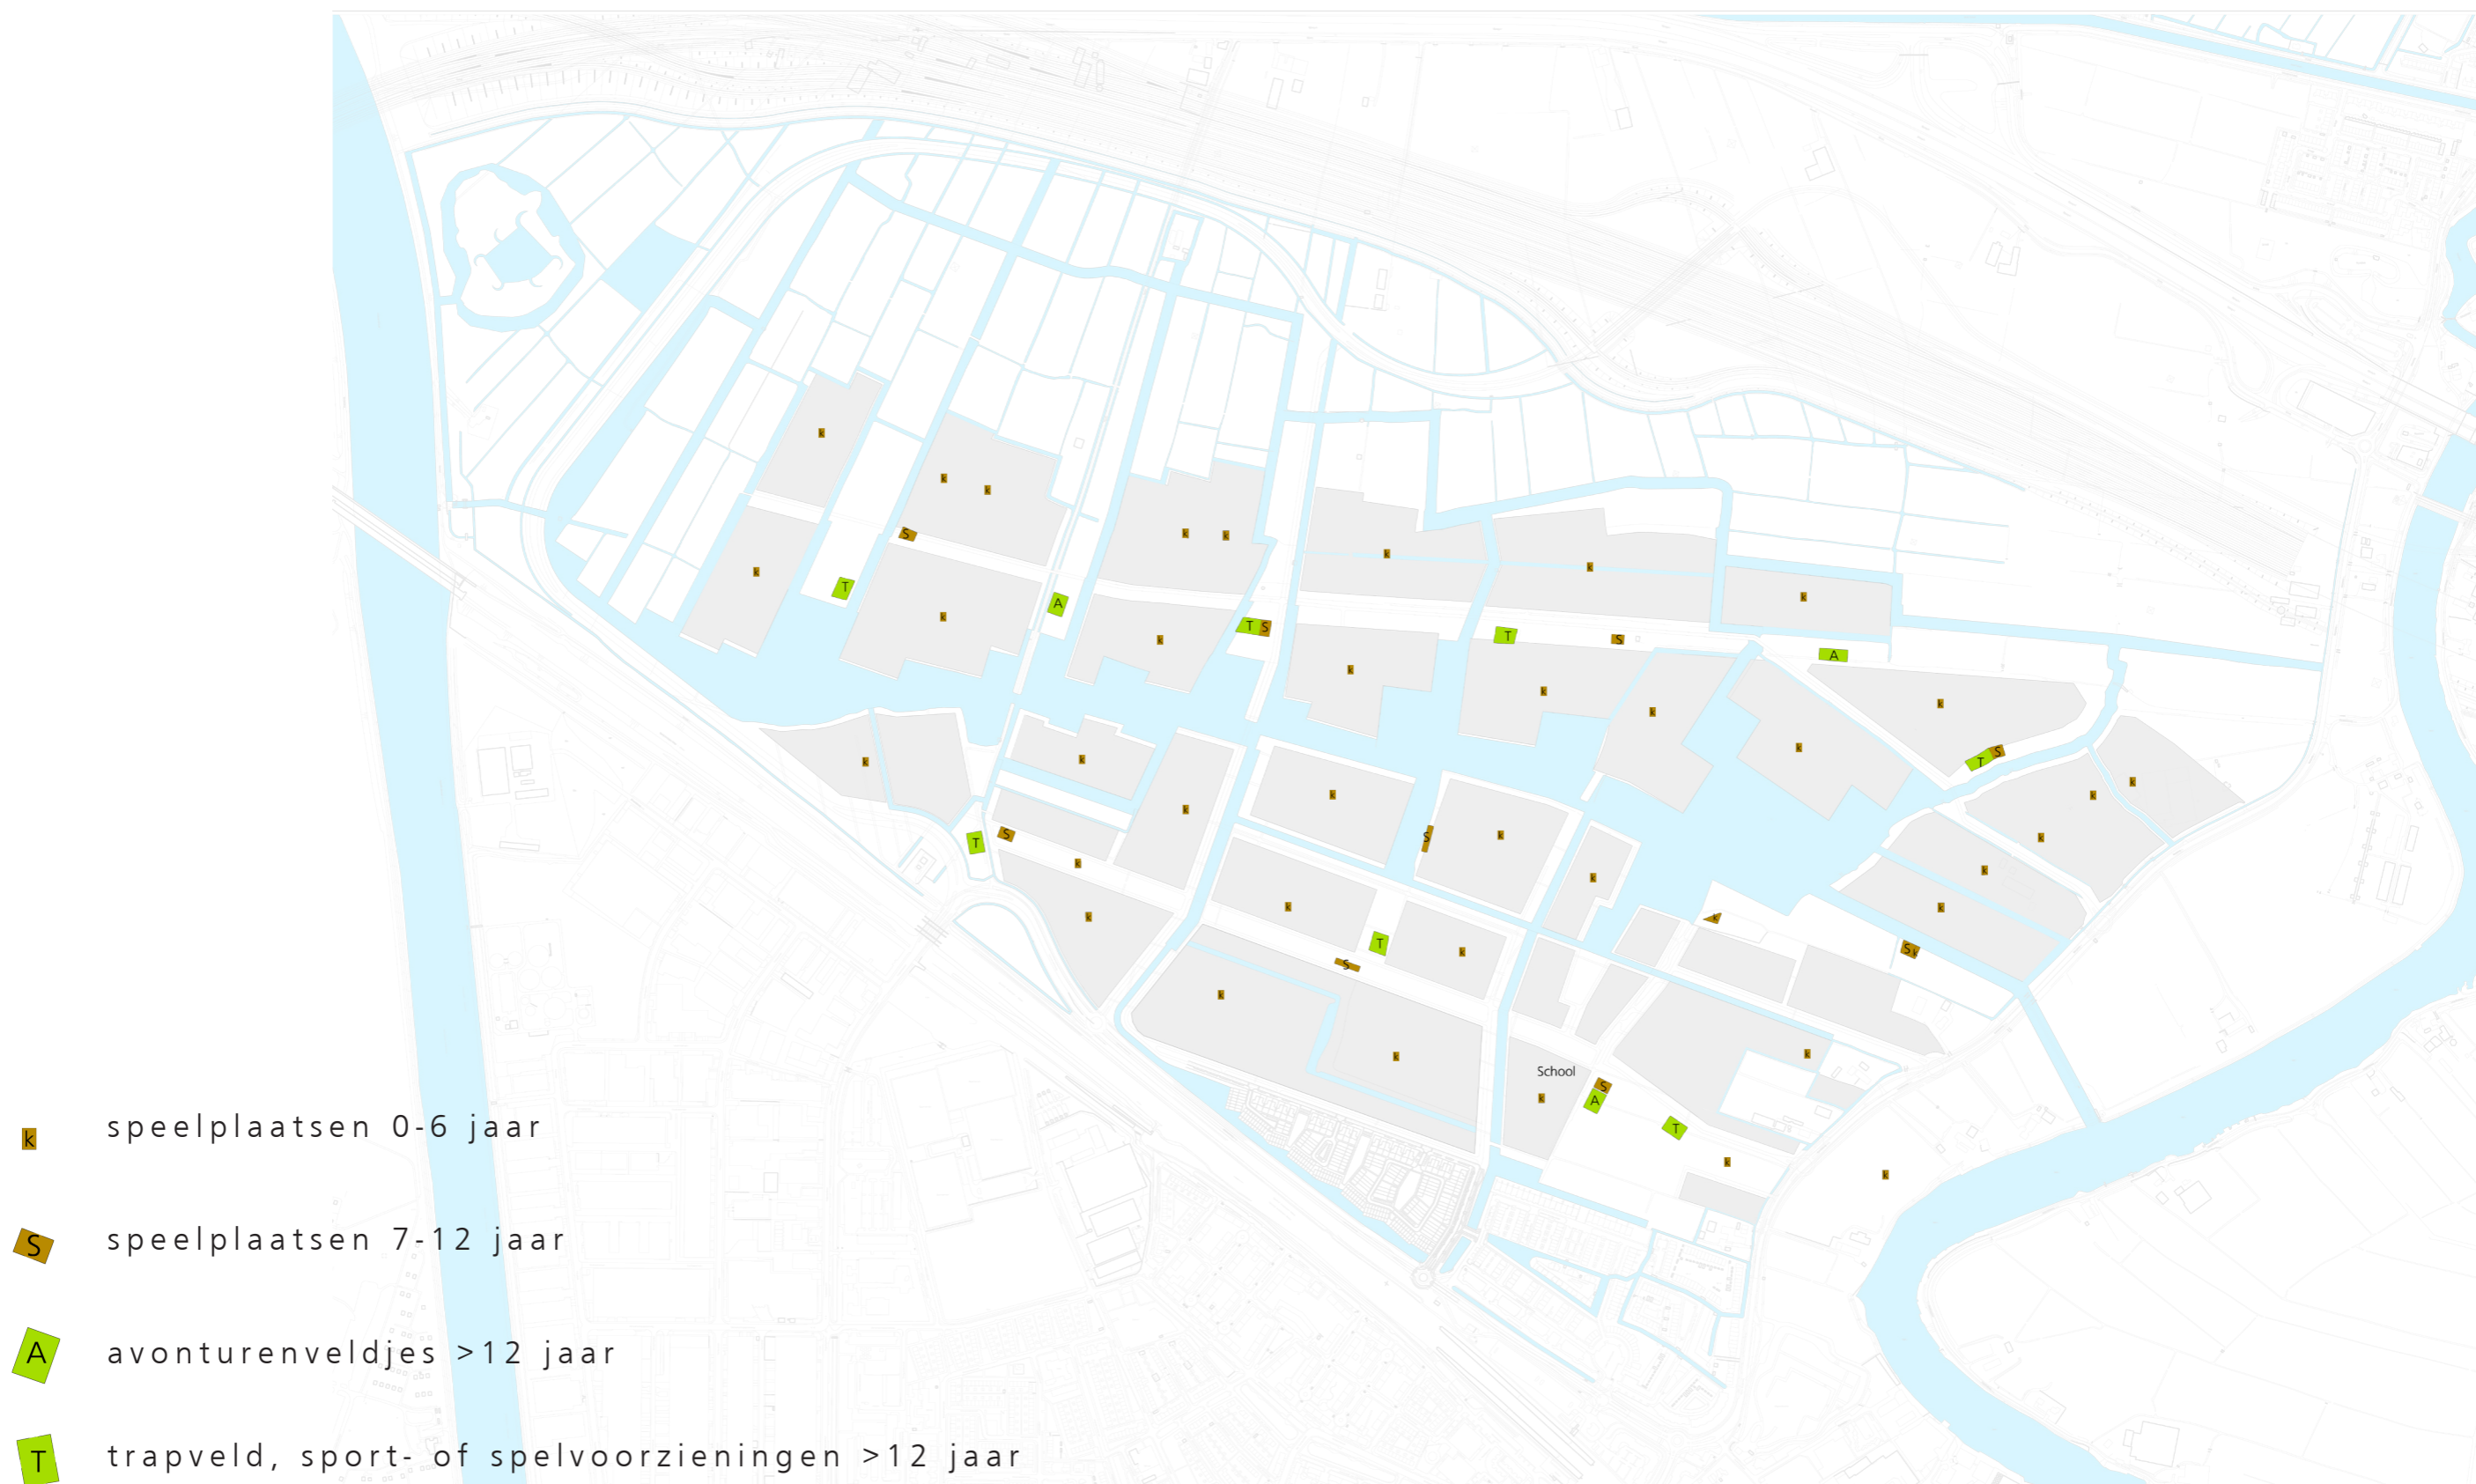 k
k
k
k
k
k
S
k
k
T
k
A
k
k
T S
T
S
k
A
k
k
k
k
k
S
T
k
k
k
k
k
k
S
k
S
k
T
k
k
k
k
k
k
k
k
T
k
S k
S
k
k
k
School
S
k
A
T
k
k
k speelplaatsen 0-6 jaar
S speelplaatsen 7-12 jaar
A avonturenveldjes >12 jaar
T trapveld, sport- of spelvoorzieningen >12 jaar